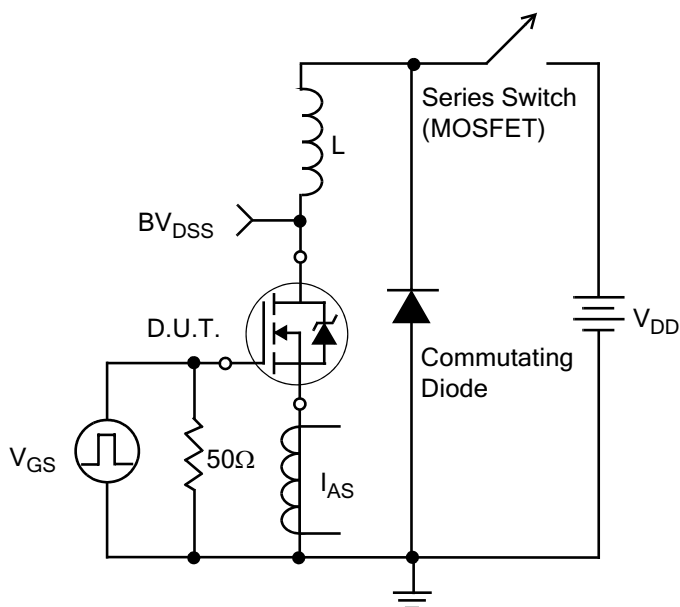 Series Switch
(MOSFET)
L
BVDSS
D.U.T.
VDD
Commutating
Diode
VGS
50Ω
IAS